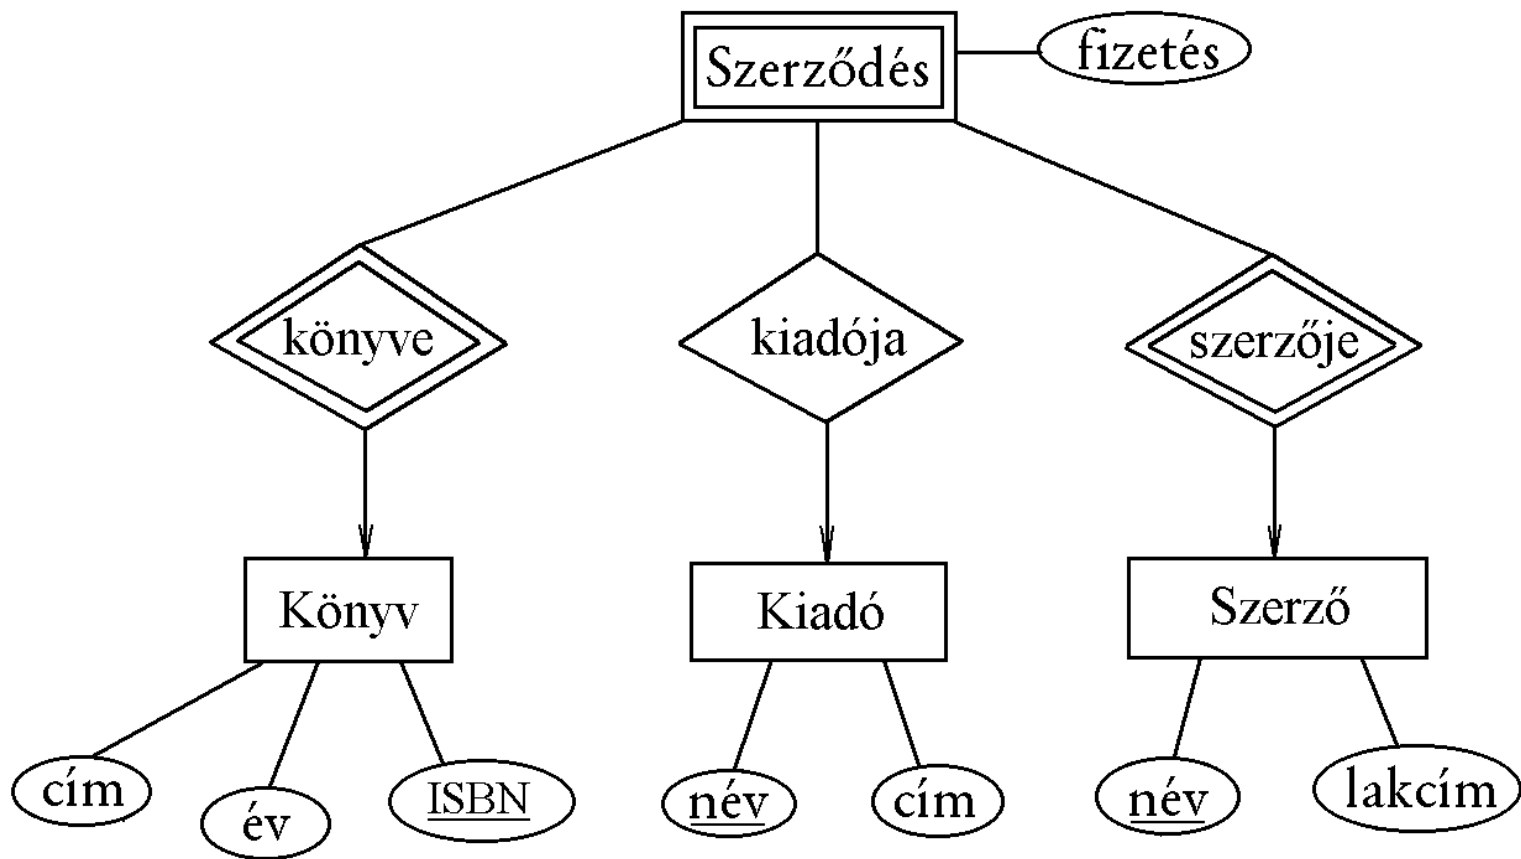 Szerződés
fizetés
könyve
kiadója
szerzője
Könyv
Kiadó
Szerző
cím
év
ISBN
név
cím
név
lakcím